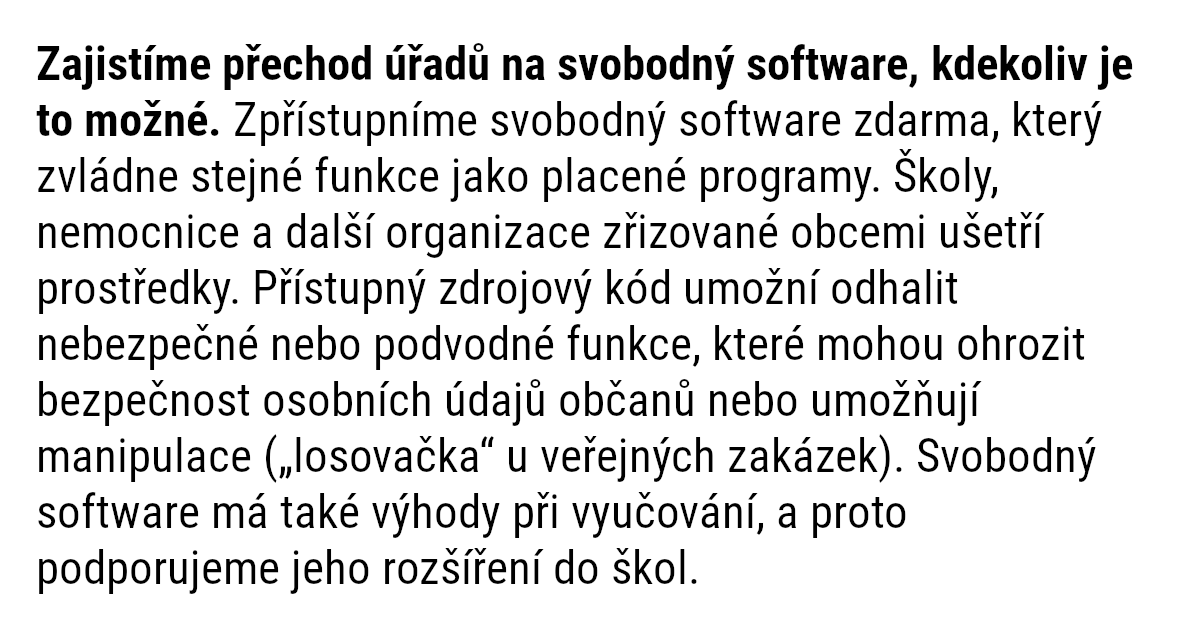 Zajistíme přechod úřadů na svobodný software, kdekoliv je
to možné. Zpřístupníme svobodný software zdarma, který
zvládne stejné funkce jako placené programy. Školy,
nemocnice a další organizace zřizované obcemi ušetří
prostředky. Přístupný zdrojový kód umožní odhalit
nebezpečné nebo podvodné funkce, které mohou ohrozit
bezpečnost osobních údajů občanů nebo umožňují
manipulace („losovačka“ u veřejných zakázek). Svobodný
software má také výhody při vyučování, a proto
podporujeme jeho rozšíření do škol.